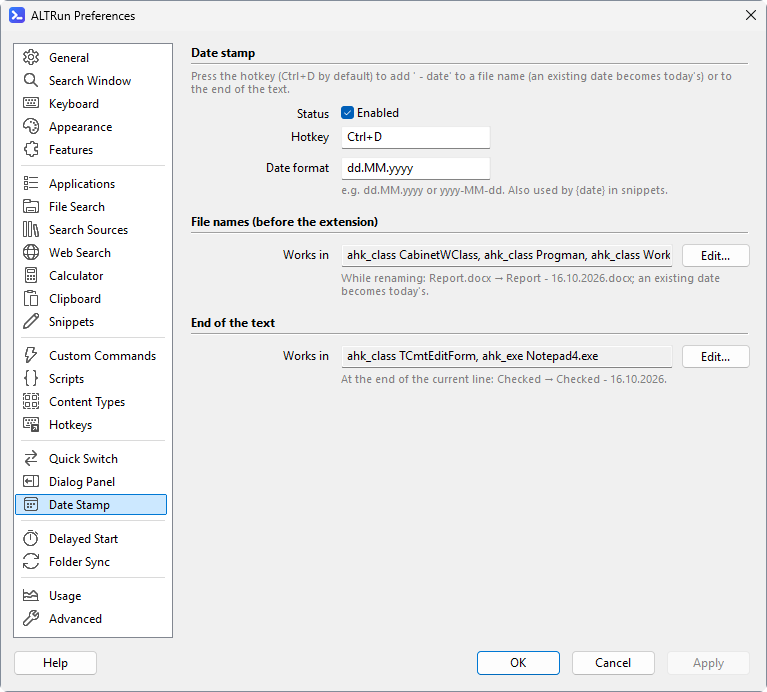 ALTRun Preferences
General
Search Window
Keyboard
Appearance
Features
Applications
File Search
Search Sources
Web Search
Calculator
Clipboard
Snippets
Custom Commands
Scripts
Content Types
Hotkeys
Quick Switch
Dialog Panel
Date Stamp
Delayed Start
Folder Sync
Usage
Advanced
Date stamp
Press the hotkey (Ctrl+D by default) to add ' - date' to a file name (an existing date becomes today's) or to
the end of the text.
Status Enabled
Hotkey Ctrl+D
Date format dd.MM.yyyy
e.g. dd.MM.yyyy or yyyy-MM-dd. Also used by {date} in snippets.
File names (before the extension)
Works in ahk_class CabinetWClass, ahk_class Progman, ahk_class Work Edit...
While renaming: Report.docx → Report - 16.10.2026.docx; an existing date
becomes today's.
End of the text
Works in ahk_class TCmtEditForm, ahk_exe Notepad4.exe Edit...
At the end of the current line: Checked → Checked - 16.10.2026.
Help OK Cancel Apply